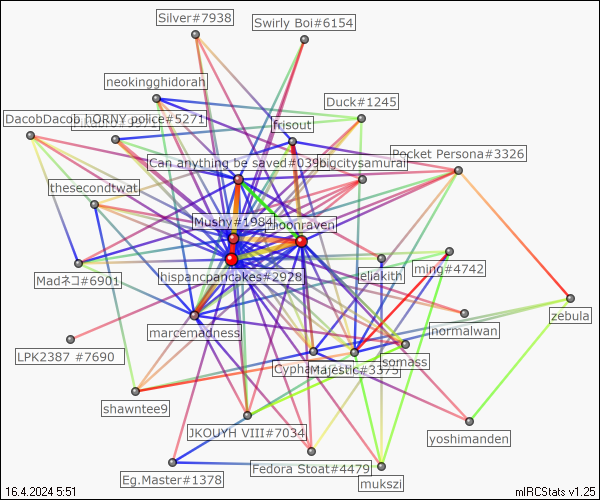 Silver#7938
Swirly Boi#6154
neokingghidorah
Duck#1245
DacobDacob
hORNY police#5271
frisout
Pocket Persona#3326
Can anything be saved#039
bigcitysamurai
thesecondtwat
Mushy#1984
moonraven
Madネコ#6901
hispancpancakes#2928
eliakith
ming#4742
zebula
marcemadness
normalwan
LPK2387 #7690
Cypha
Majestic#3375
somass
shawntee9
JKOUYH VIII#7034
yoshimanden
Eg.Master#1378
Fedora Stoat#4479
mukszi
16.4.2024 5:51
mIRCStats v1.25